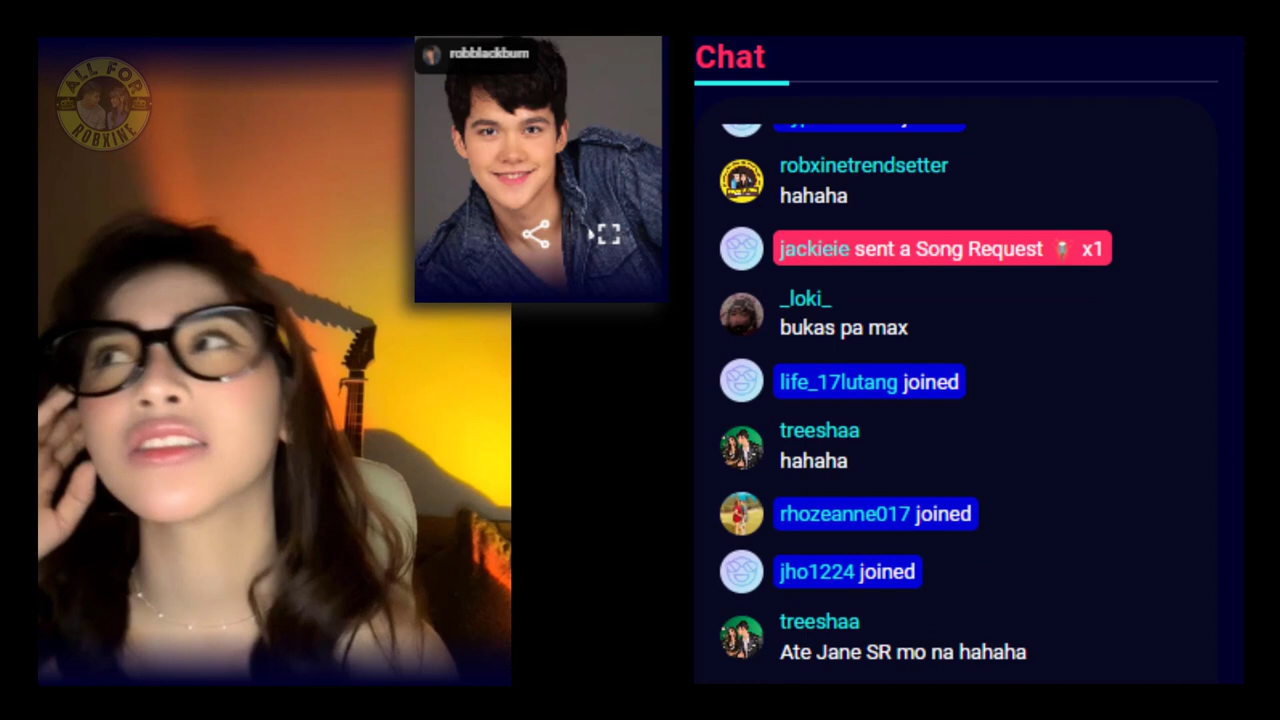 ALL FOR
ROBXINE
robblackburn
Chat
robxinetrendsetter
hahaha
jackieie sent a Song Request x1
_loki_
bukas pa max
life_17lutang joined
treeshaa
hahaha
rhozeanne017 joined
jho1224 joined
treeshaa
Ate Jane SR mo na hahaha